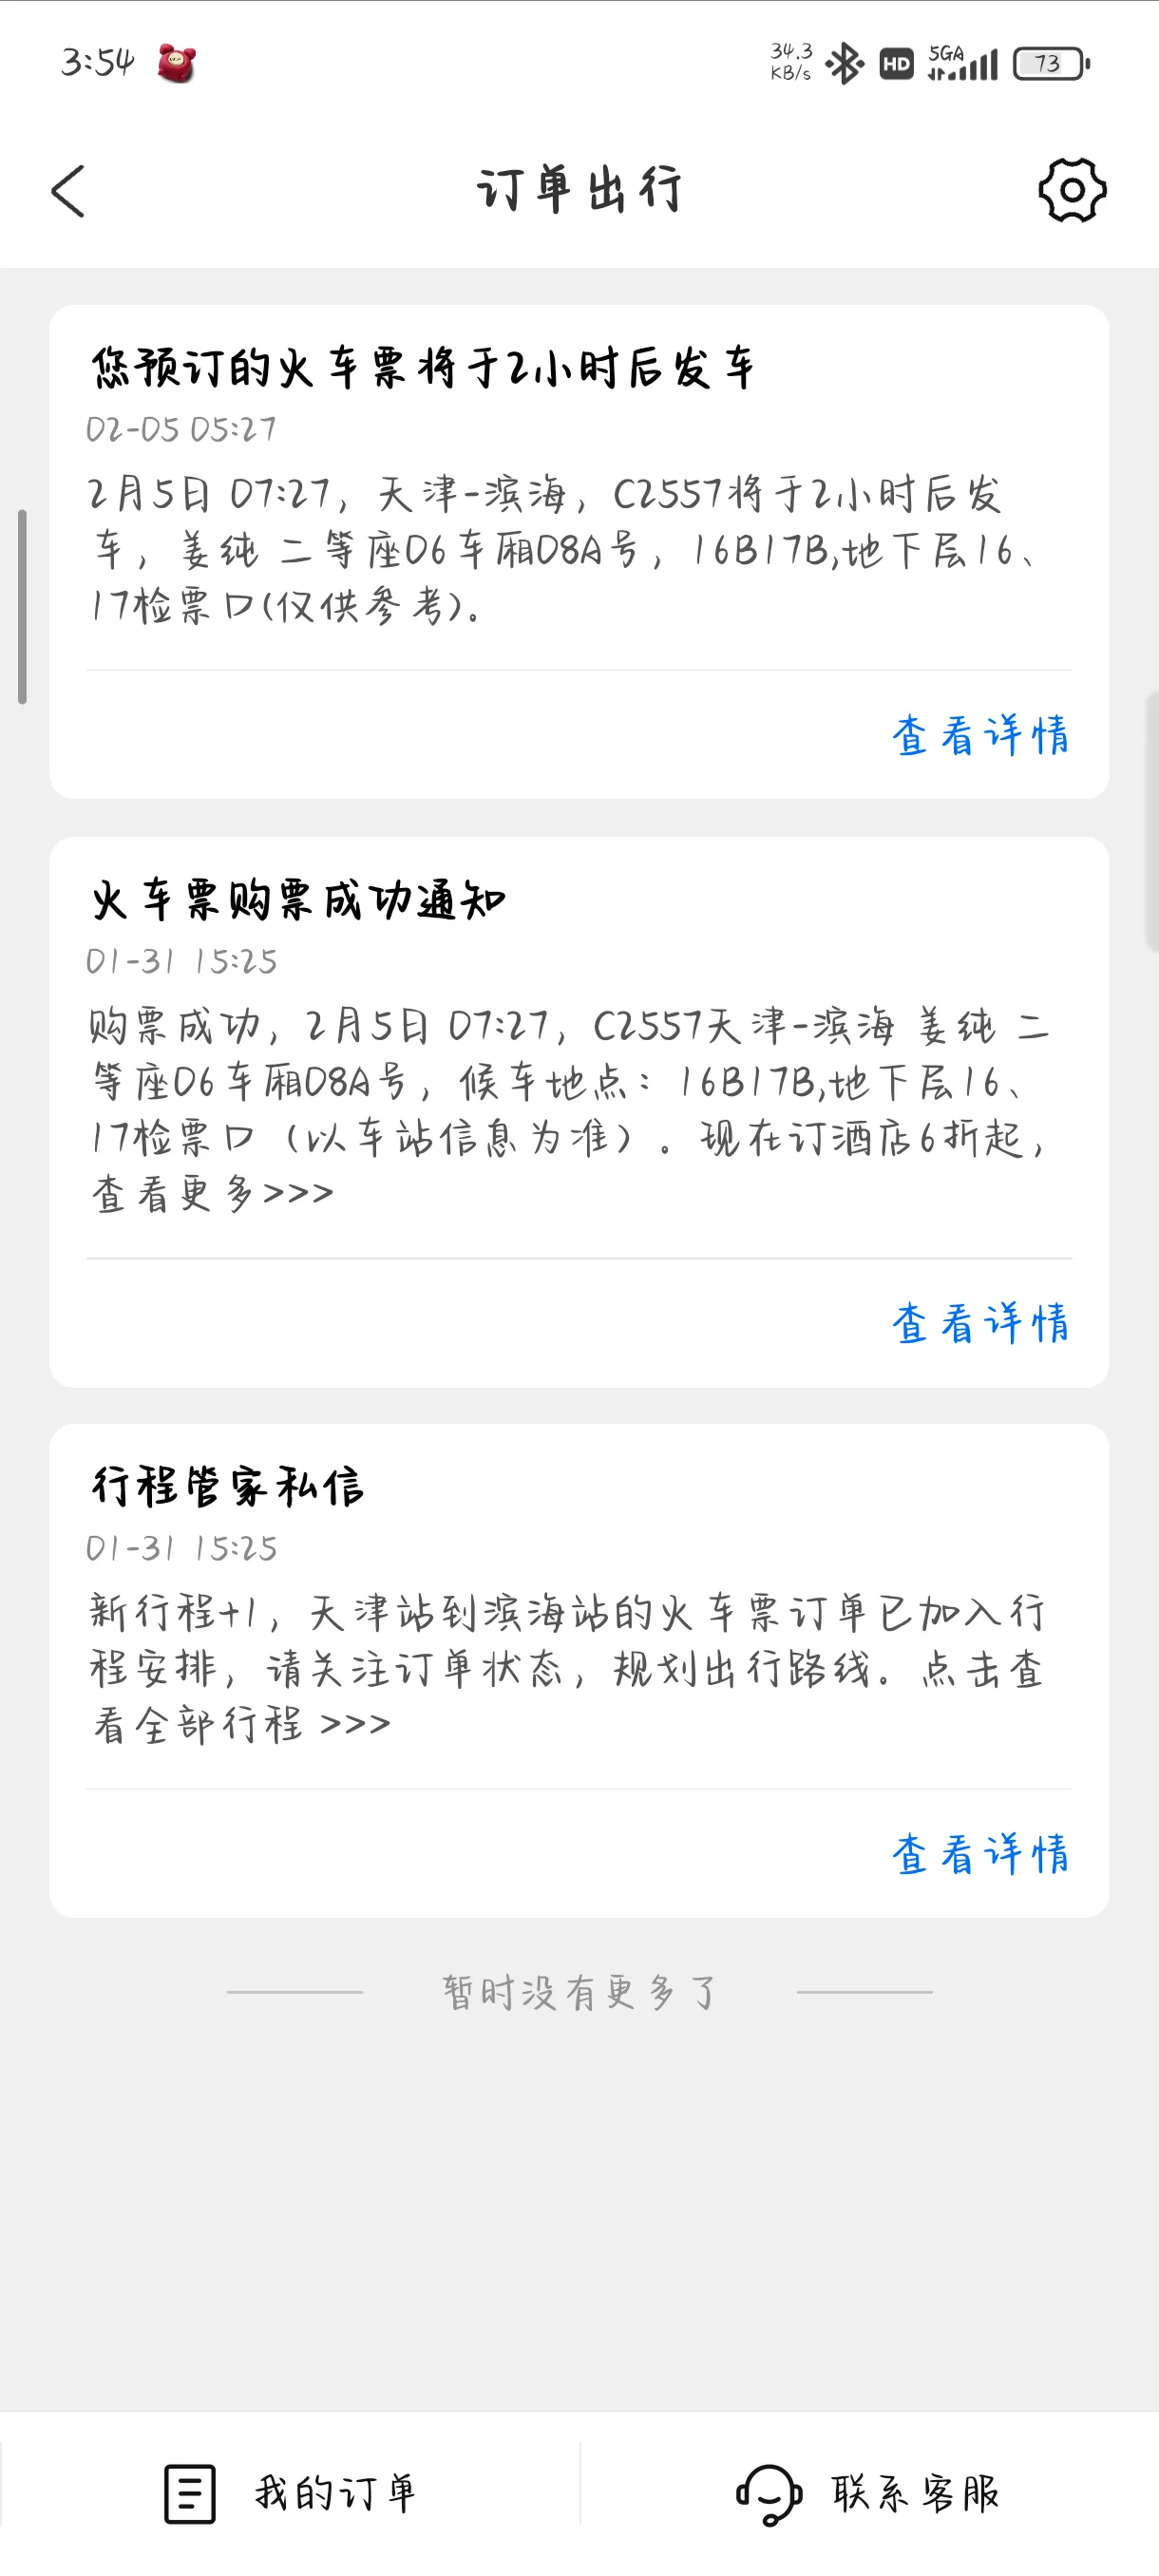 3:54
34.3
KB/s
HD
5GA
73
订单出行
您预订的火车票将于2小时后发车
02-05 05:27
2月5日 07:27，天津-滨海，C2557将于2小时后发
车，姜纯 二等座06车厢08A号，16B17B,地下层16、
17检票口(仅供参考)。
查看详情
火车票购票成功通知
01-31 15:25
购票成功，2月5日 07:27，C2557天津-滨海 姜纯 二
等座06车厢08A号，候车地点：16B17B,地下层16、
17检票口（以车站信息为准）。现在订酒店6折起，
查看更多>>>
查看详情
行程管家私信
01-31 15:25
新行程+1，天津站到滨海站的火车票订单已加入行
程安排，请关注订单状态，规划出行路线。点击查
看全部行程 >>>
查看详情
暂时没有更多了
我的订单
联系客服